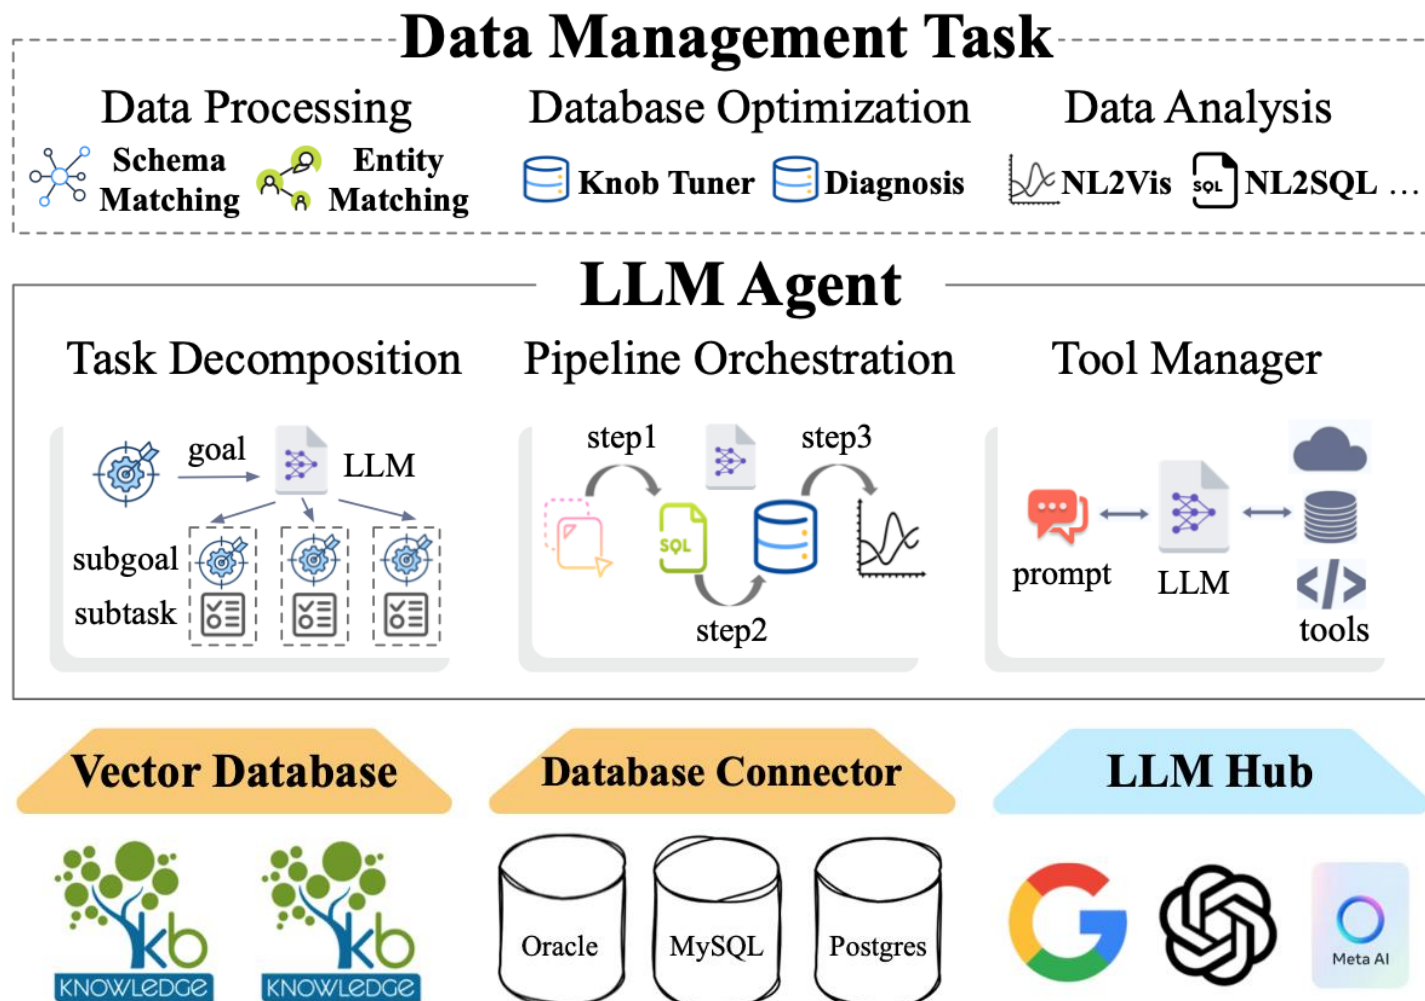 Data Management Task
Data Processing
Database Optimization
Data Analysis
Schema
Matching
Entity
Matching
Knob Tuner
Diagnosis
NL2Vis
SQL
NL2SQL ...
LLM Agent
Task Decomposition
Pipeline Orchestration
Tool Manager
goal
LLM
subgoal
subtask
step1
step3
SQL
step2
prompt
LLM
</>
tools
Vector Database
Database Connector
LLM Hub
kb
KNOWLEDGE
kb
KNOWLEDGE
Oracle
MySQL
Postgres
G
Meta AI